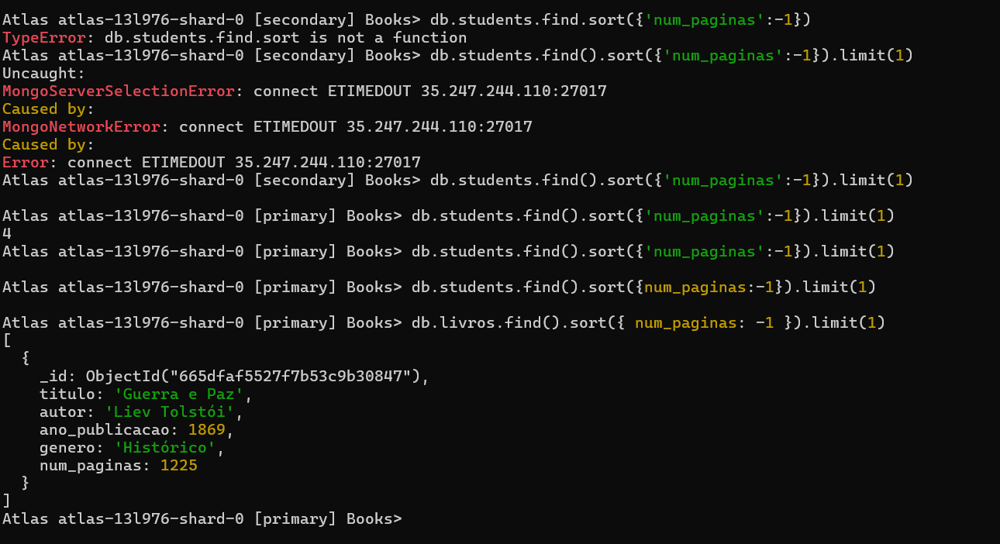 Atlas atlas-13l976-shard-0 [secondary] Books> db.students.find.sort({'num_paginas':-1})
TypeError: db.students.find.sort is not a function
Atlas atlas-13l976-shard-0 [secondary] Books> db.students.find().sort({'num_paginas':-1}).limit(1)
Uncaught:
MongoServerSelectionError: connect ETIMEDOUT 35.247.244.110:27017
Caused by:
MongoNetworkError: connect ETIMEDOUT 35.247.244.110:27017
Caused by:
Error: connect ETIMEDOUT 35.247.244.110:27017
Atlas atlas-13l976-shard-0 [secondary] Books> db.students.find().sort({'num_paginas':-1}).limit(1)
Atlas atlas-13l976-shard-0 [primary] Books> db.students.find().sort({'num_paginas':-1}).limit(1)
4
Atlas atlas-13l976-shard-0 [primary] Books> db.students.find().sort({'num_paginas':-1}).limit(1)
Atlas atlas-13l976-shard-0 [primary] Books> db.students.find().sort({num_paginas:-1}).limit(1)
Atlas atlas-13l976-shard-0 [primary] Books> db.livros.find().sort({ num_paginas: -1 }).limit(1)
[
  {
    _id: ObjectId("665dfaf5527f7b53c9b30847"),
    titulo: 'Guerra e Paz',
    autor: 'Liev Tolstói',
    ano_publicacao: 1869,
    genero: 'Histórico',
    num_paginas: 1225
  }
]
Atlas atlas-13l976-shard-0 [primary] Books>